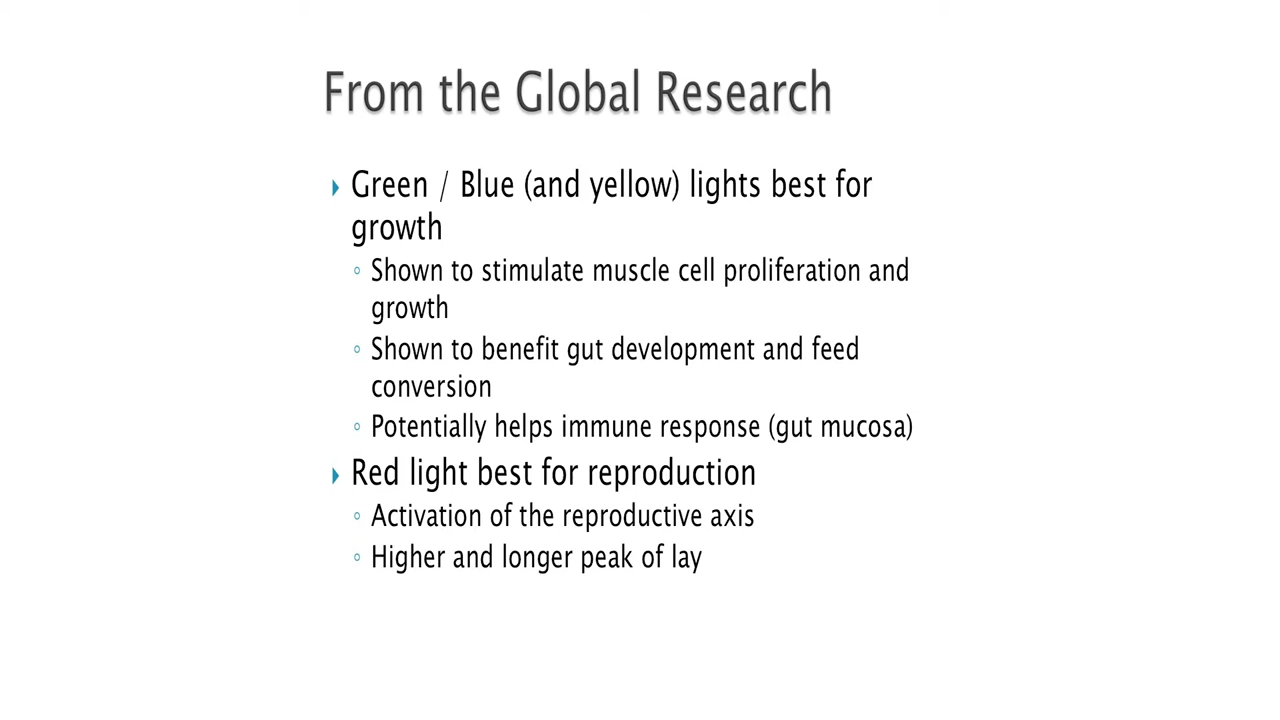 From the Global Research
Green / Blue (and yellow) lights best for
growth
Shown to stimulate muscle cell proliferation and
growth
Shown to benefit gut development and feed
conversion
Potentially helps immune response (gut mucosa)
Red light best for reproduction
Activation of the reproductive axis
Higher and longer peak of lay